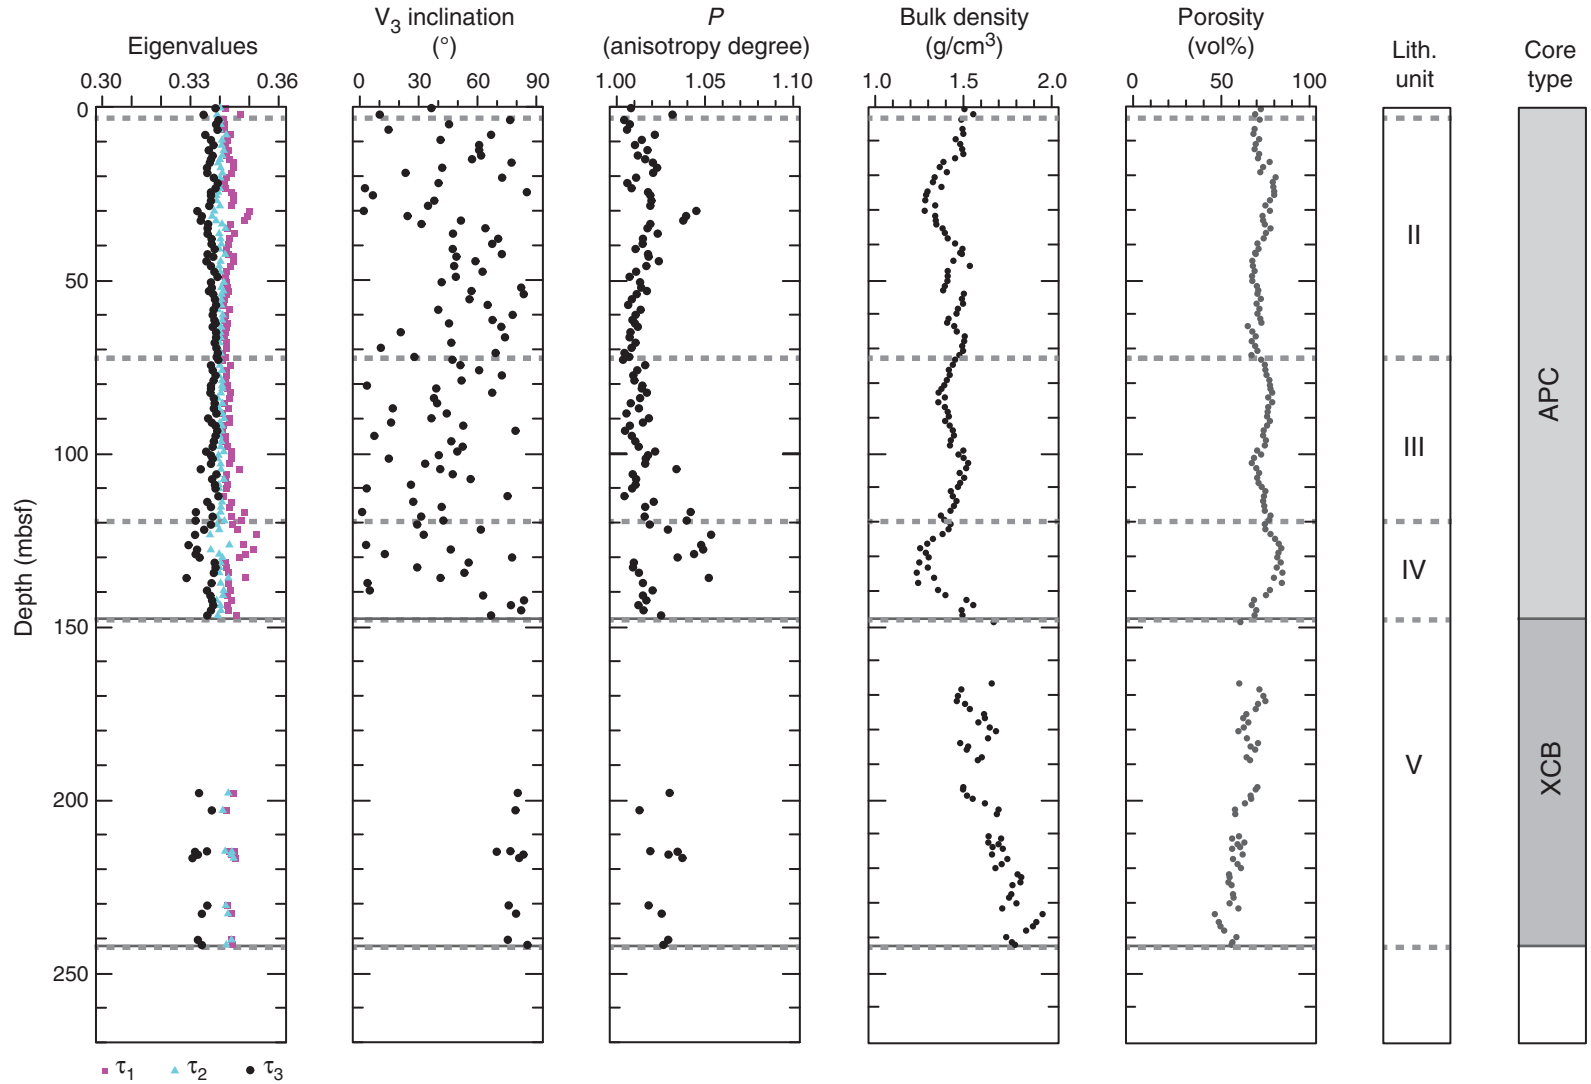 Eigenvalues
0.30 0.33 0.36
V3 inclination
(°)
0 30 60 90
P
(anisotropy degree)
1.00 1.05 1.10
Bulk density
(g/cm3)
1.0 1.5 2.0
Porosity
(vol%)
0 50 100
Lith.
unit
Core
type
Depth (mbsf)
0
50
100
150
200
250
II
III
IV
V
APC
XCB
τ1 τ2 τ3